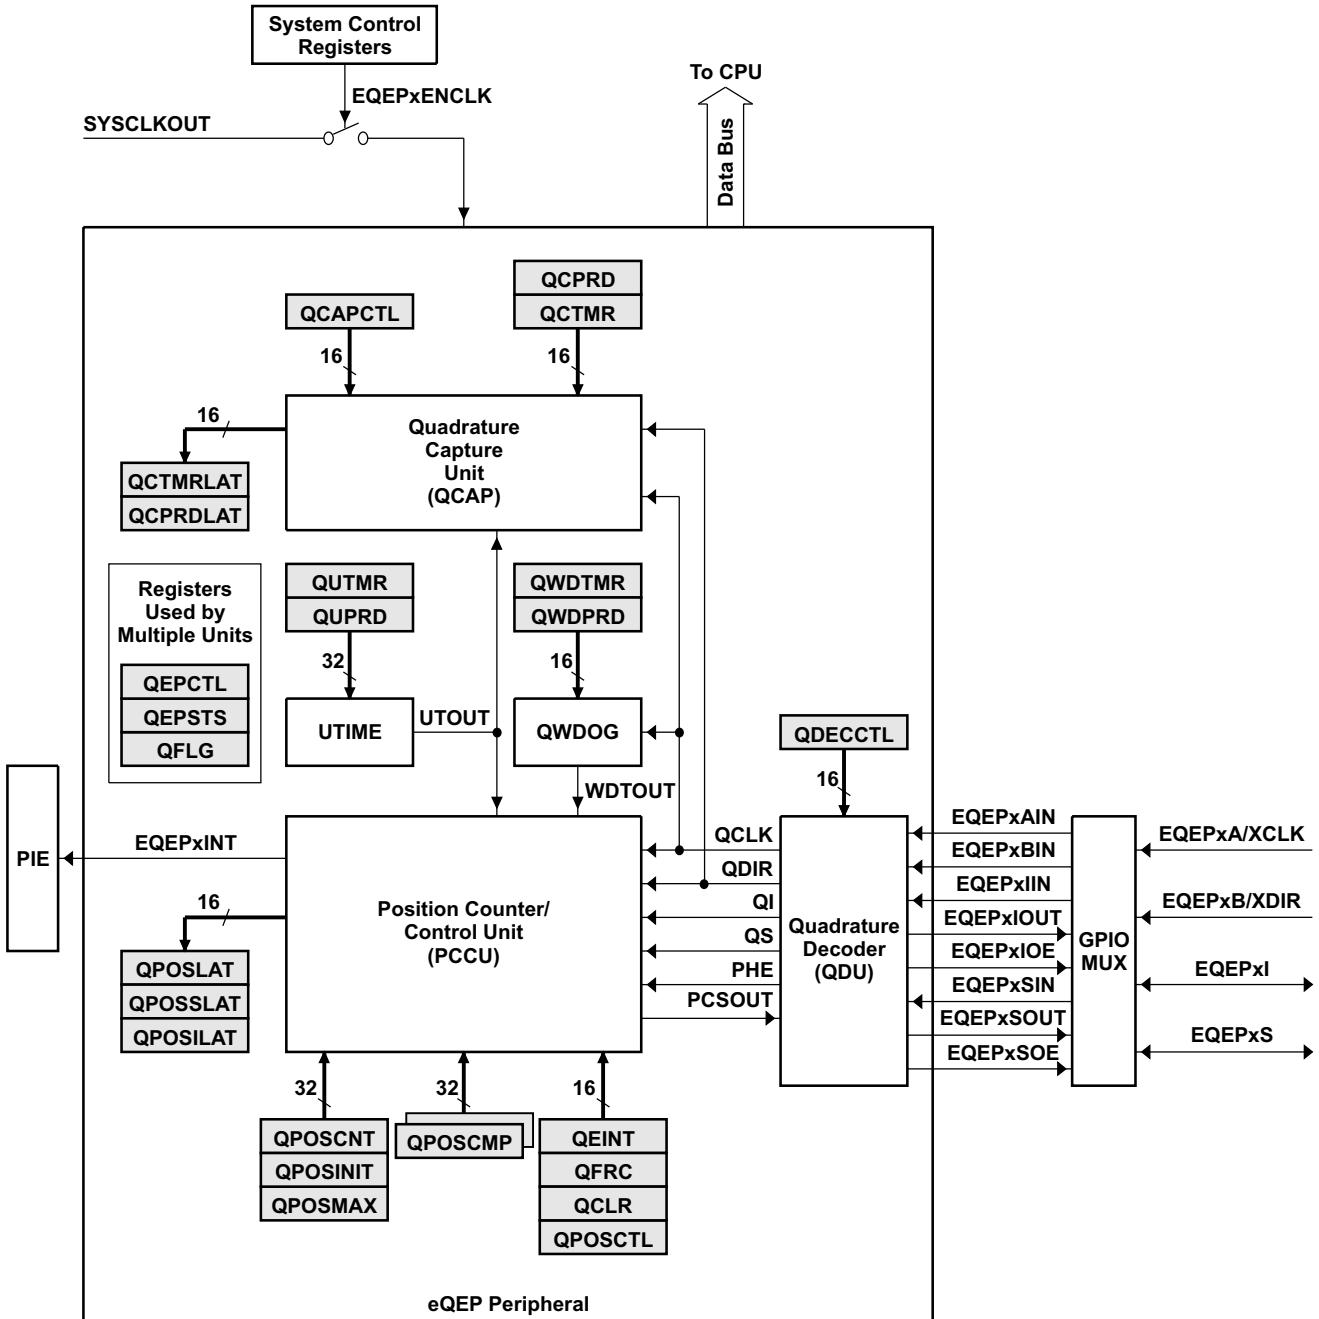 System Control
Registers
To CPU
EQEPxENCLK
SYSCLKOUT
Data Bus
QCPRD
QCAPCTL
QCTMR
16
16
16
Quadrature
Capture
Unit
(QCAP)
QCTMRLAT
QCPRDLAT
Registers
Used by
Multiple Units
QEPCTL
QEPSTS
QFLG
QUTMR
QUPRD
QWDTMR
QWDPRD
32
16
UTIME
UTOUT
QWDOG
QDECCTL
WDTOUT
16
PIE
EQEPxINT
16
Position Counter/
Control Unit
(PCCU)
QCLK
QDIR
QI
QS
PHE
PCSOUT
Quadrature
Decoder
(QDU)
EQEPxAIN
EQEPxBIN
EQEPxIIN
EQEPxIOUT
EQEPxIOE
EQEPxSIN
EQEPxSOUT
EQEPxSOE
GPIO
MUX
EQEPxA/XCLK
EQEPxB/XDIR
EQEPxI
EQEPxS
QPOSLAT
QPOSSLAT
QPOSILAT
32
32
16
QPOSCNT
QPOSINIT
QPOSMAX
QPOSCMP
QEINT
QFRC
QCLR
QPOSCTL
eQEP Peripheral